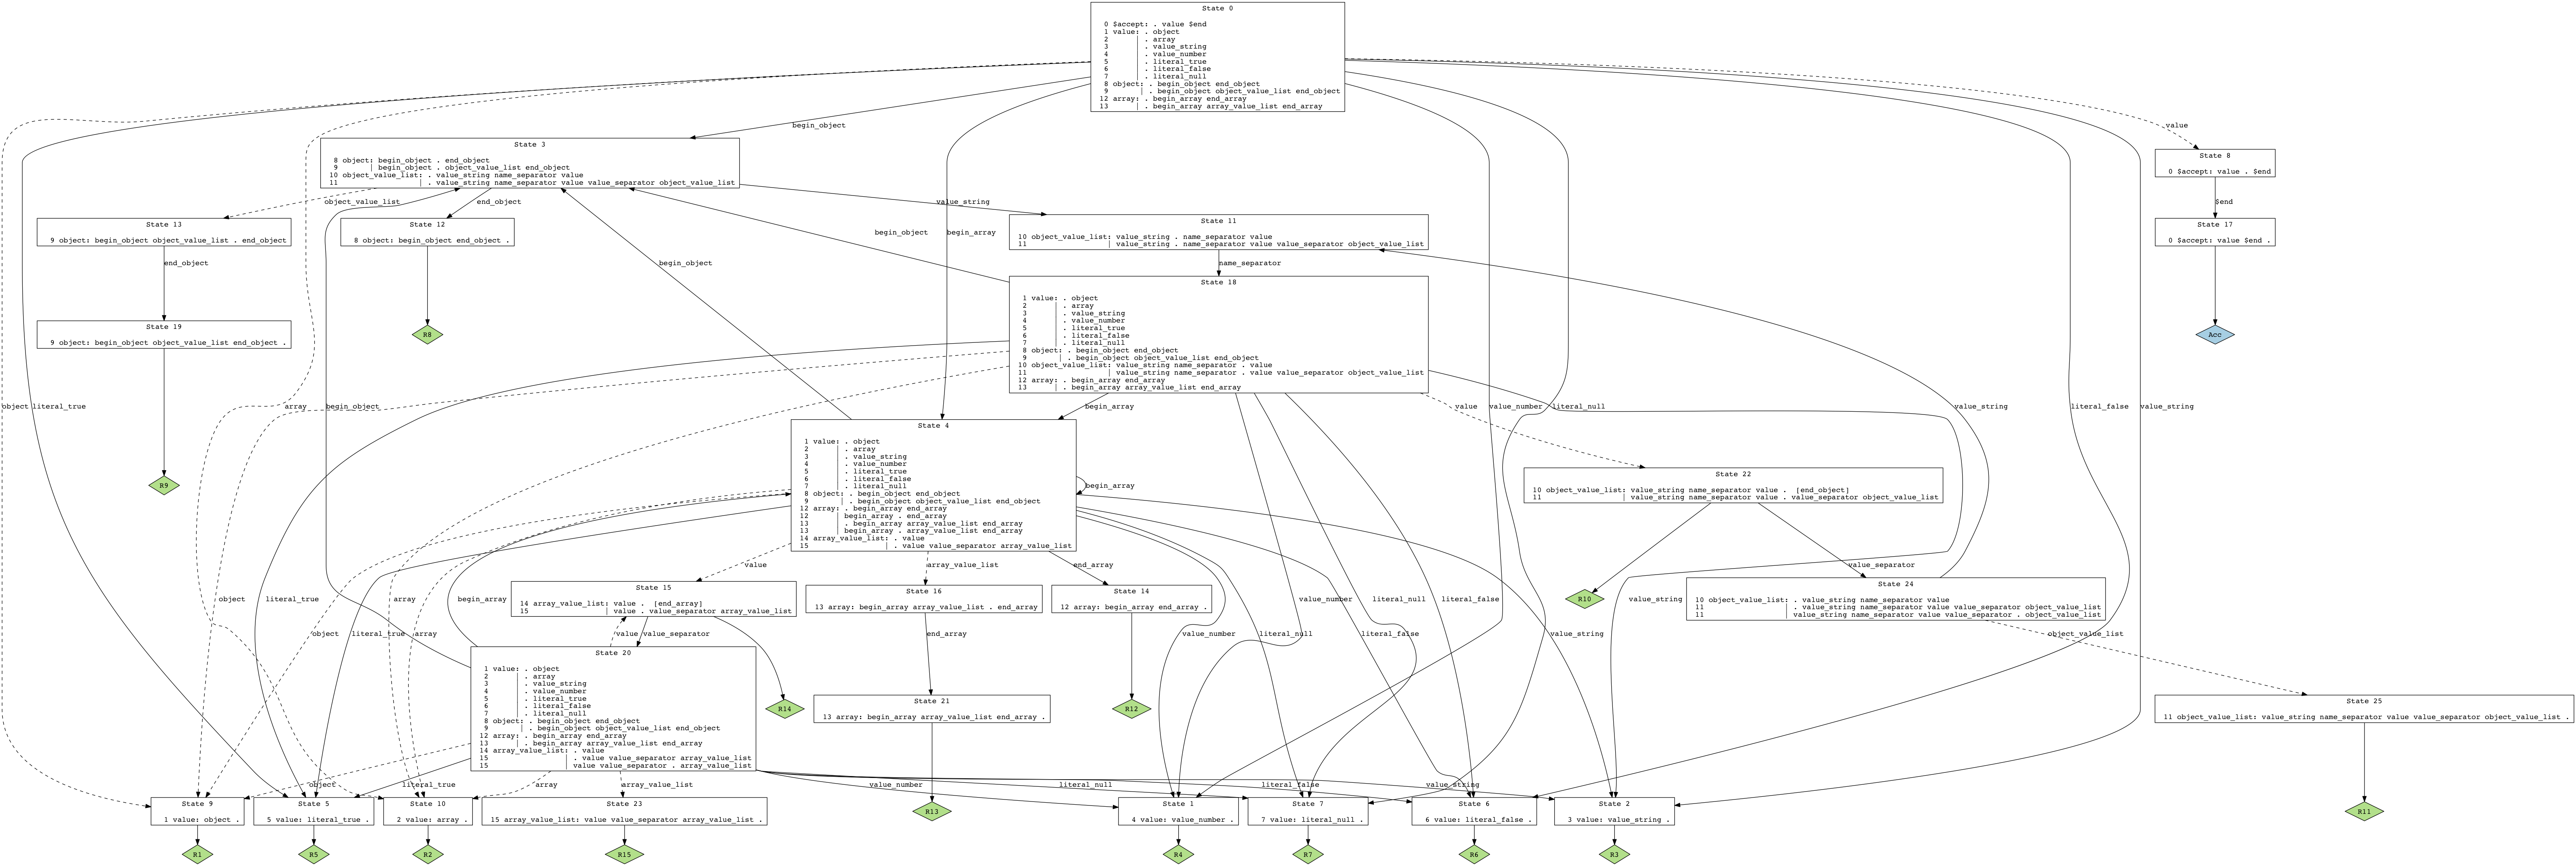 State 0
0 $accept: . value $end
1 value: . object
2 | . array
3 | . value_string
4 | . value_number
5 | . literal_true
6 | . literal_false
7 | . literal_null
8 object: . begin_object end_object
9 | . begin_object object_value_list end_object
12 array: . begin_array end_array
13 | . begin_array array_value_list end_array
begin_object
value
State 3
8 object: begin_object . end_object
9 | begin_object . object_value_list end_object
10 object_value_list: . value_string name_separator value
11 | . value_string name_separator value value_separator object_value_list
State 8
0 $accept: value . $end
object_value_list
end_object
value_string
$end
State 13
9 object: begin_object object_value_list . end_object
State 12
8 object: begin_object end_object .
State 11
10 object_value_list: value_string . name_separator value
11 | value_string . name_separator value value_separator object_value_list
State 17
0 $accept: value $end .
begin_object
begin_array
end_object
begin_object
name_separator
State 18
1 value: . object
2 | . array
3 | . value_string
4 | . value_number
5 | . literal_true
6 | . literal_false
7 | . literal_null
8 object: . begin_object end_object
9 | . begin_object object_value_list end_object
10 object_value_list: value_string name_separator . value
11 | value_string name_separator . value value_separator object_value_list
12 array: . begin_array end_array
13 | . begin_array array_value_list end_array
State 19
9 object: begin_object object_value_list end_object .
R8
Acc
object
literal_true
array
begin_object
begin_array
value
value_number
literal_null
value_string
literal_false
value_string
State 4
1 value: . object
2 | . array
3 | . value_string
4 | . value_number
5 | . literal_true
6 | . literal_false
7 | . literal_null
8 object: . begin_object end_object
9 | . begin_object object_value_list end_object
12 array: . begin_array end_array
12 | begin_array . end_array
13 | . begin_array array_value_list end_array
13 | begin_array . array_value_list end_array
14 array_value_list: . value
15 | . value value_separator array_value_list
R9
begin_array
State 22
10 object_value_list: value_string name_separator value . [end_object]
11 | value_string name_separator value . value_separator object_value_list
value
array_value_list
end_array
value_separator
State 15
14 array_value_list: value . [end_array]
15 | value . value_separator array_value_list
State 16
13 array: begin_array array_value_list . end_array
State 14
12 array: begin_array end_array .
R10
State 24
10 object_value_list: . value_string name_separator value
11 | . value_string name_separator value value_separator object_value_list
11 | value_string name_separator value value_separator . object_value_list
object
literal_true
array
begin_array
value_number
literal_null
literal_false
value_string
object
literal_true
array
value
value_separator
end_array
value_number
literal_null
literal_false
value_string
object_value_list
State 20
1 value: . object
2 | . array
3 | . value_string
4 | . value_number
5 | . literal_true
6 | . literal_false
7 | . literal_null
8 object: . begin_object end_object
9 | . begin_object object_value_list end_object
12 array: . begin_array end_array
13 | . begin_array array_value_list end_array
14 array_value_list: . value
15 | . value value_separator array_value_list
15 | value value_separator . array_value_list
R14
State 21
13 array: begin_array array_value_list end_array .
R12
State 25
11 object_value_list: value_string name_separator value value_separator object_value_list .
object
literal_true
array
array_value_list
value_number
literal_null
literal_false
value_string
State 9
1 value: object .
State 5
5 value: literal_true .
State 10
2 value: array .
State 23
15 array_value_list: value value_separator array_value_list .
R13
State 1
4 value: value_number .
State 7
7 value: literal_null .
State 6
6 value: literal_false .
State 2
3 value: value_string .
R11
R1
R5
R2
R15
R4
R7
R6
R3